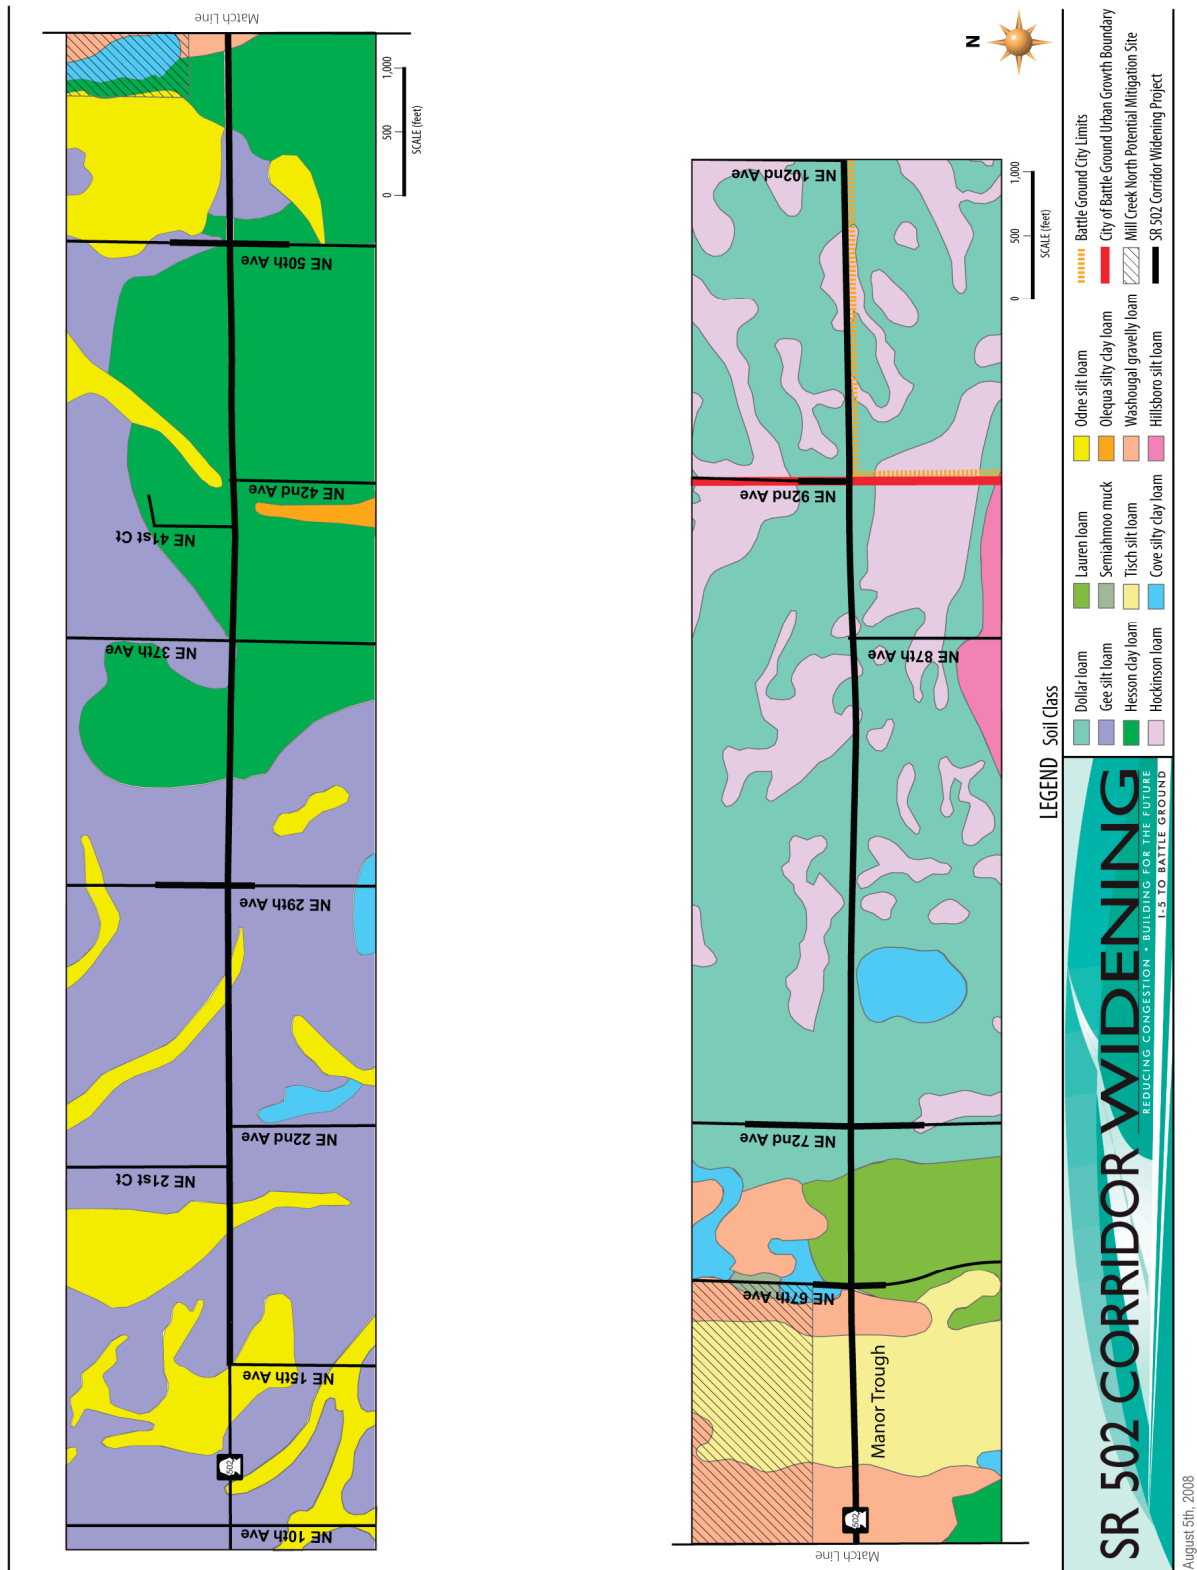 Match Line
1,000
500
0
SCALE (feet)
NE 50th Ave
NE 42nd Ave
NE 41st Ct
NE 37th Ave
NE 29th Ave
NE 22nd Ave
NE 21st Ct
NE 15th Ave
502
NE 10th Ave
N
NE 102nd Ave
1,000
500
0
SCALE (feet)
NE 92nd Ave
NE 87th Ave
NE 72nd Ave
NE 67th Ave
Manor Trough
502
Match Line
LEGEND Soil Class
Dollar loam
Gee silt loam
Hesson clay loam
Hockinson loam
Lauren loam
Semiahmoo muck
Tisch silt loam
Cove silty clay loam
Odne silt loam
Olequa silty clay loam
Washougal gravelly loam
Hillsboro silt loam
Battle Ground City Limits
City of Battle Ground Urban Growth Boundary
Mill Creek North Potential Mitigation Site
SR 502 Corridor Widening Project
SR 502 CORRIDOR WIDENING
REDUCING CONGESTION • BUILDING FOR THE FUTURE
I-5 TO BATTLE GROUND
August 5th, 2008